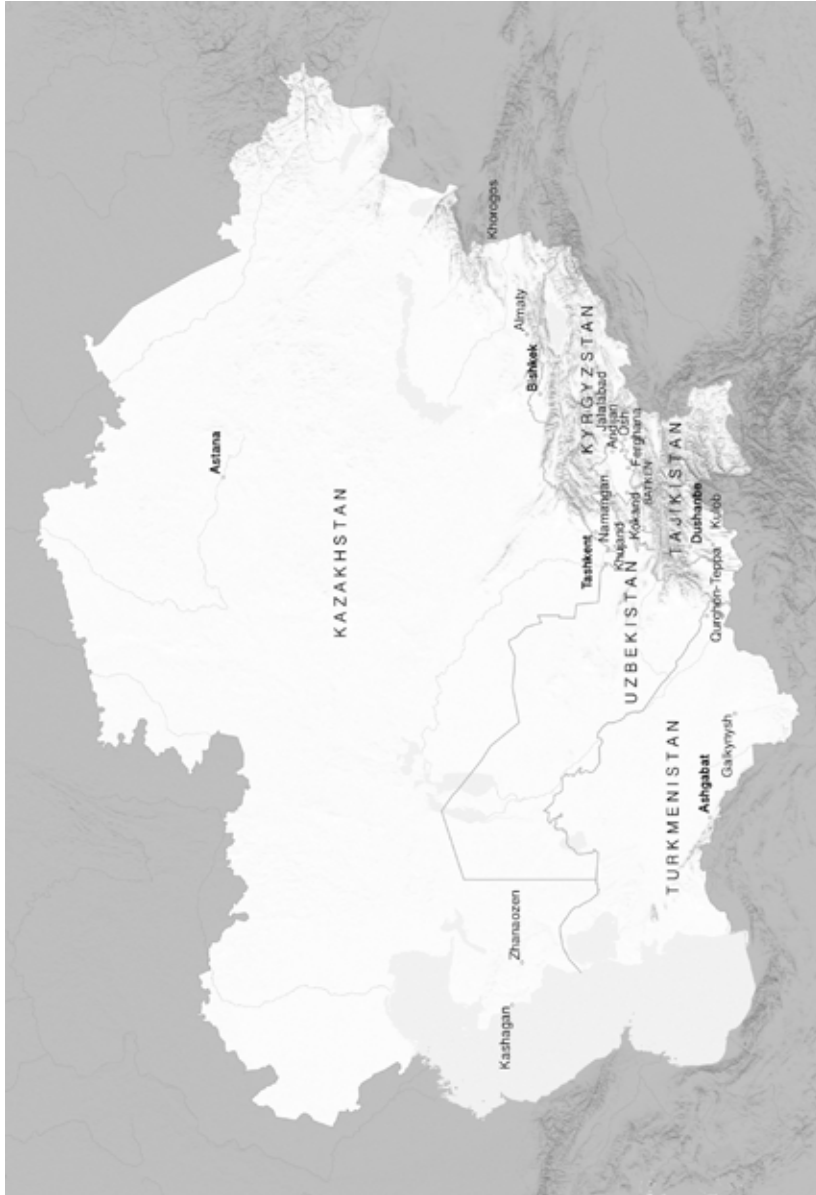 Astana
KAZAKHSTAN
Kashagan
Zhanaozen
Khorogos
Almaty
Bishkek
Tashkent
KYRGYZSTAN
Jalalabad
Andijan
Osh
Namangan
Khujand
Ferghana
Kokand
BATKEN
UZBEKISTAN
TAJIKISTAN
Dushanbe
Kulob
Qurghon-Teppa
TURKMENISTAN
Ashgabat
Galkynysh